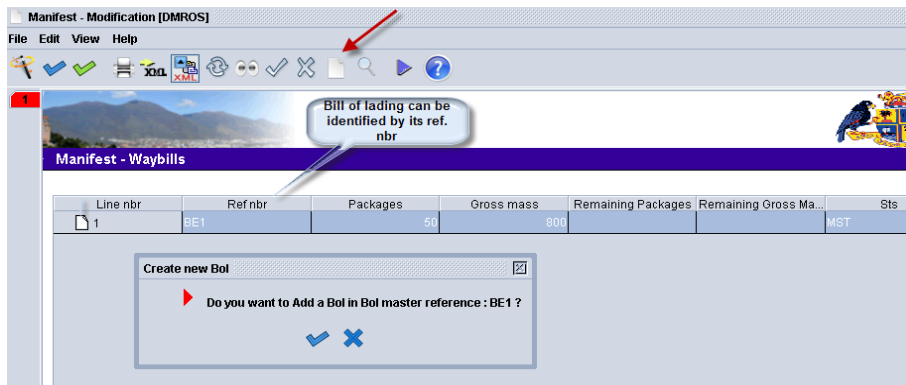 Manifest - Modification [DMROS]
File Edit View Help
XML
XML
1
Bill of lading can be
identified by its ref.
nbr
Manifest - Waybills
Line nbr Ref nbr Packages Gross mass Remaining Packages Remaining Gross Ma... Sts
1 BE1 50 800 MST
Create new Bol
Do you want to Add a Bol in Bol master reference : BE1 ?